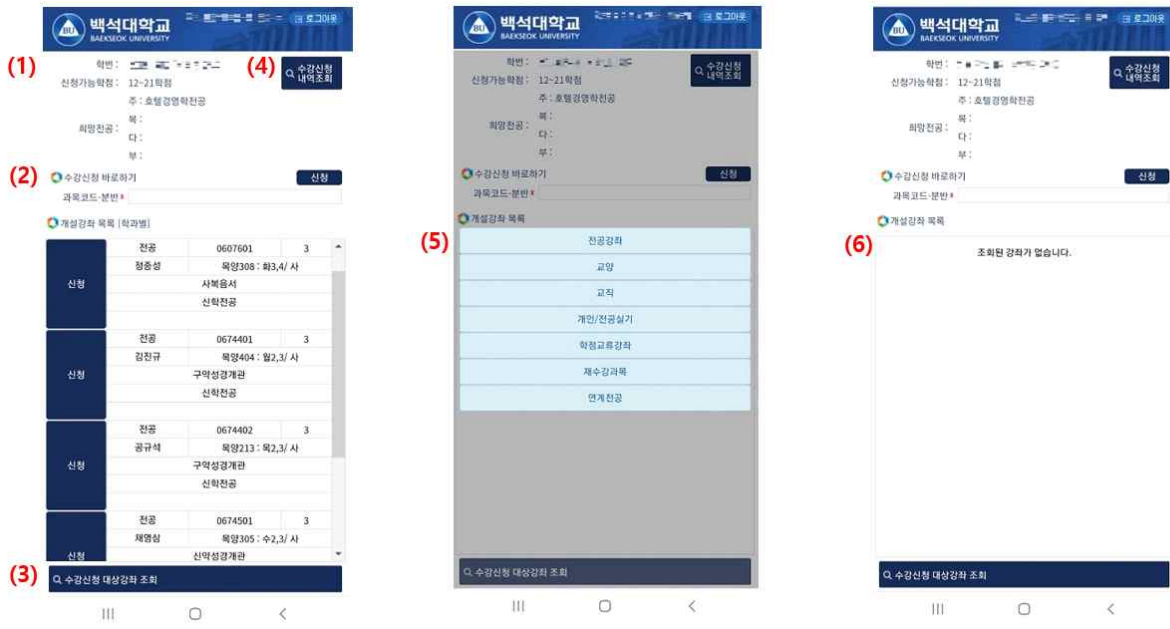 백석대학교
BAEKSEOK UNIVERSITY
로그아웃
(1)
학번 :
(4)
수강신청
내역조회
신청가능학점 : 12~21학점
희망전공 :
주 : 호텔경영학전공
복 :
다 :
부 :
(2)
수강신청 바로하기
신청
과목코드-분반
개설강좌 목록 [학과별]
신청
전공 0607601 3
정종성 목양308 : 화3,4/ 사
사복음서
신학전공
신청
전공 0674401 3
김진규 목양404 : 월2,3/ 사
구약성경개관
신학전공
신청
전공 0674402 3
공규석 목양213 : 목2,3/ 사
구약성경개관
신학전공
신청
전공 0674501 3
채영삼 목양305 : 수2,3/ 사
신약성경개관
(3)
수강신청 대상강좌 조회
백석대학교
BAEKSEOK UNIVERSITY
로그아웃
학번 :
수강신청
내역조회
신청가능학점 : 12~21학점
희망전공 :
주 : 호텔경영학전공
복 :
다 :
부 :
수강신청 바로하기
신청
과목코드-분반
개설강좌 목록
(5)
전공강좌
교양
교직
개인/전공실기
학점교류강좌
재수강과목
연계전공
수강신청 대상강좌 조회
백석대학교
BAEKSEOK UNIVERSITY
로그아웃
학번 :
수강신청
내역조회
신청가능학점 : 12~21학점
희망전공 :
주 : 호텔경영학전공
복 :
다 :
부 :
수강신청 바로하기
신청
과목코드-분반
개설강좌 목록
(6)
조회된 강좌가 없습니다.
수강신청 대상강좌 조회